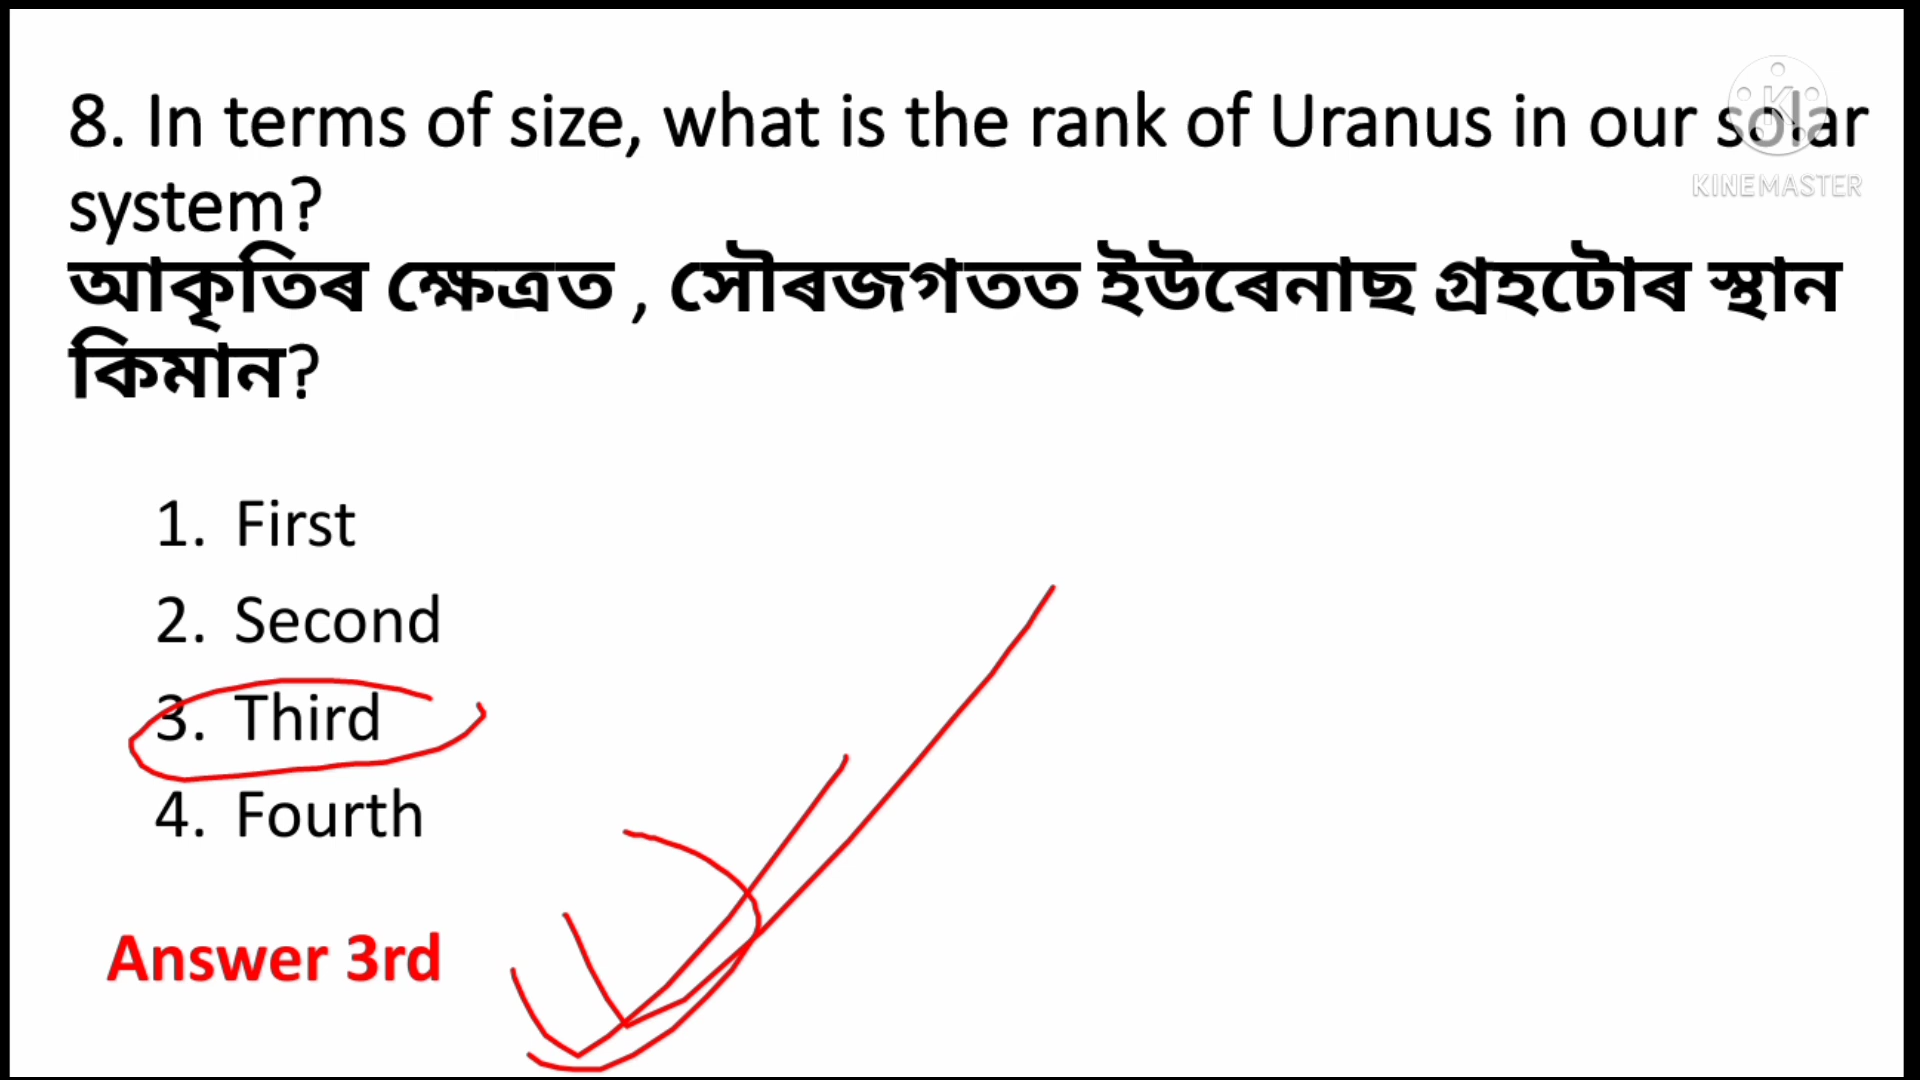 8. In terms of size, what is the rank of Uranus in our solar
system?
আকৃতিৰ ক্ষেত্ৰত , সৌৰজগতত ইউৰেনাছ গ্ৰহটোৰ স্থান
কিমান?
KINEMASTER
1. First
2. Second
3. Third
4. Fourth
Answer 3rd